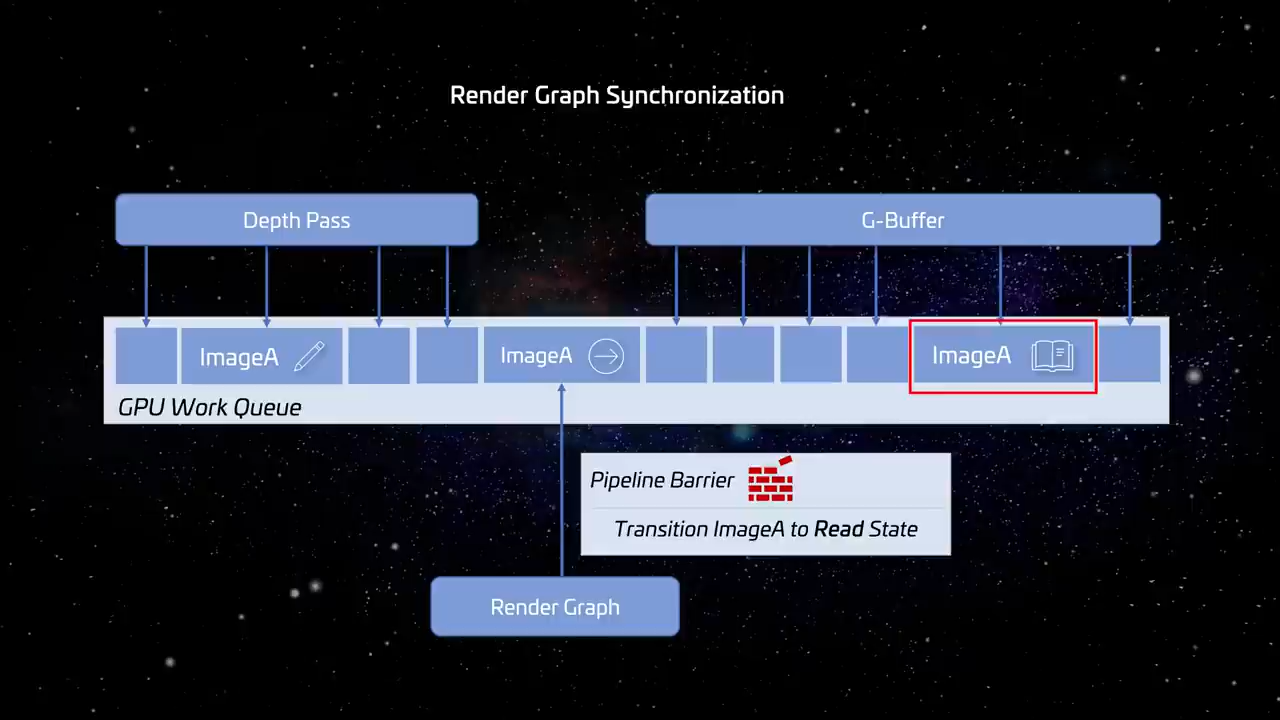 Render Graph Synchronization
Depth Pass
G-Buffer
ImageA
ImageA
ImageA
GPU Work Queue
Pipeline Barrier
Transition ImageA to Read State
Render Graph